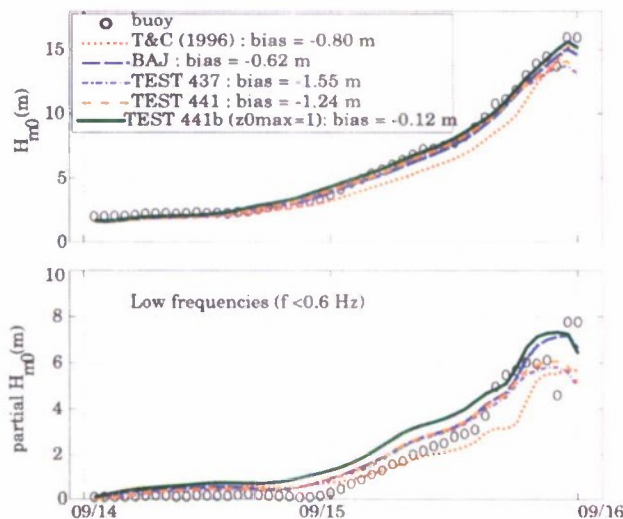 buoy
T&C (1996) : bias = -0.80 m
BAJ : bias = -0.62 m
TEST 437 : bias = -1.55 m
TEST 441 : bias = -1.24 m
TEST 441b (z0max=1): bias = -0.12 m
15
10
5
0
Hm0(m)
10
8
6
4
2
0
partial Hm0(m)
Low frequencies (f <0.6 Hz)
09/14
09/15
09/16